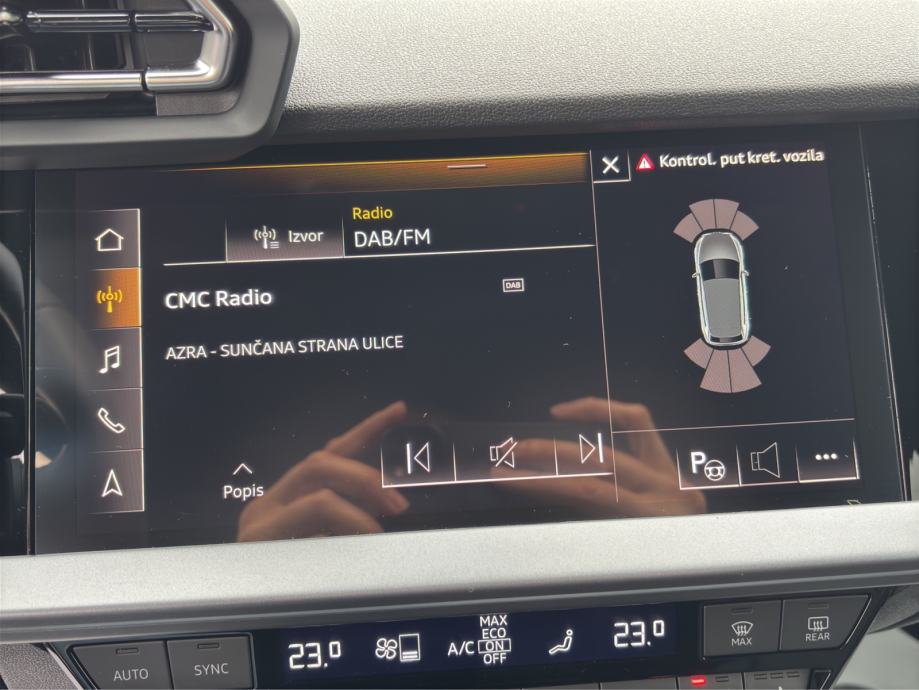 Kontrol. put kret. vozila
Radio
Izvor
DAB/FM
CMC Radio
DAB
AZRA - SUNČANA STRANA ULICE
Popis
P
23.0
A/C
MAX
ECO
ON
OFF
23.0
AUTO
SYNC
MAX
REAR